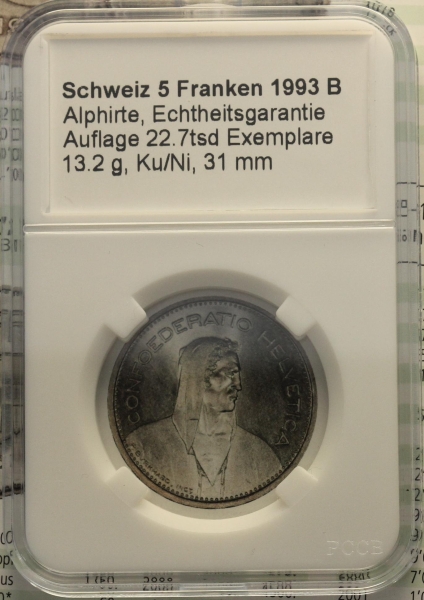 Schweiz 5 Franken 1993 B
Alphirte, Echtheitsgarantie
Auflage 22.7tsd Exemplare
13.2 g, Ku/Ni, 31 mm
CONFOEDERATIO HELVETICA
PCCB